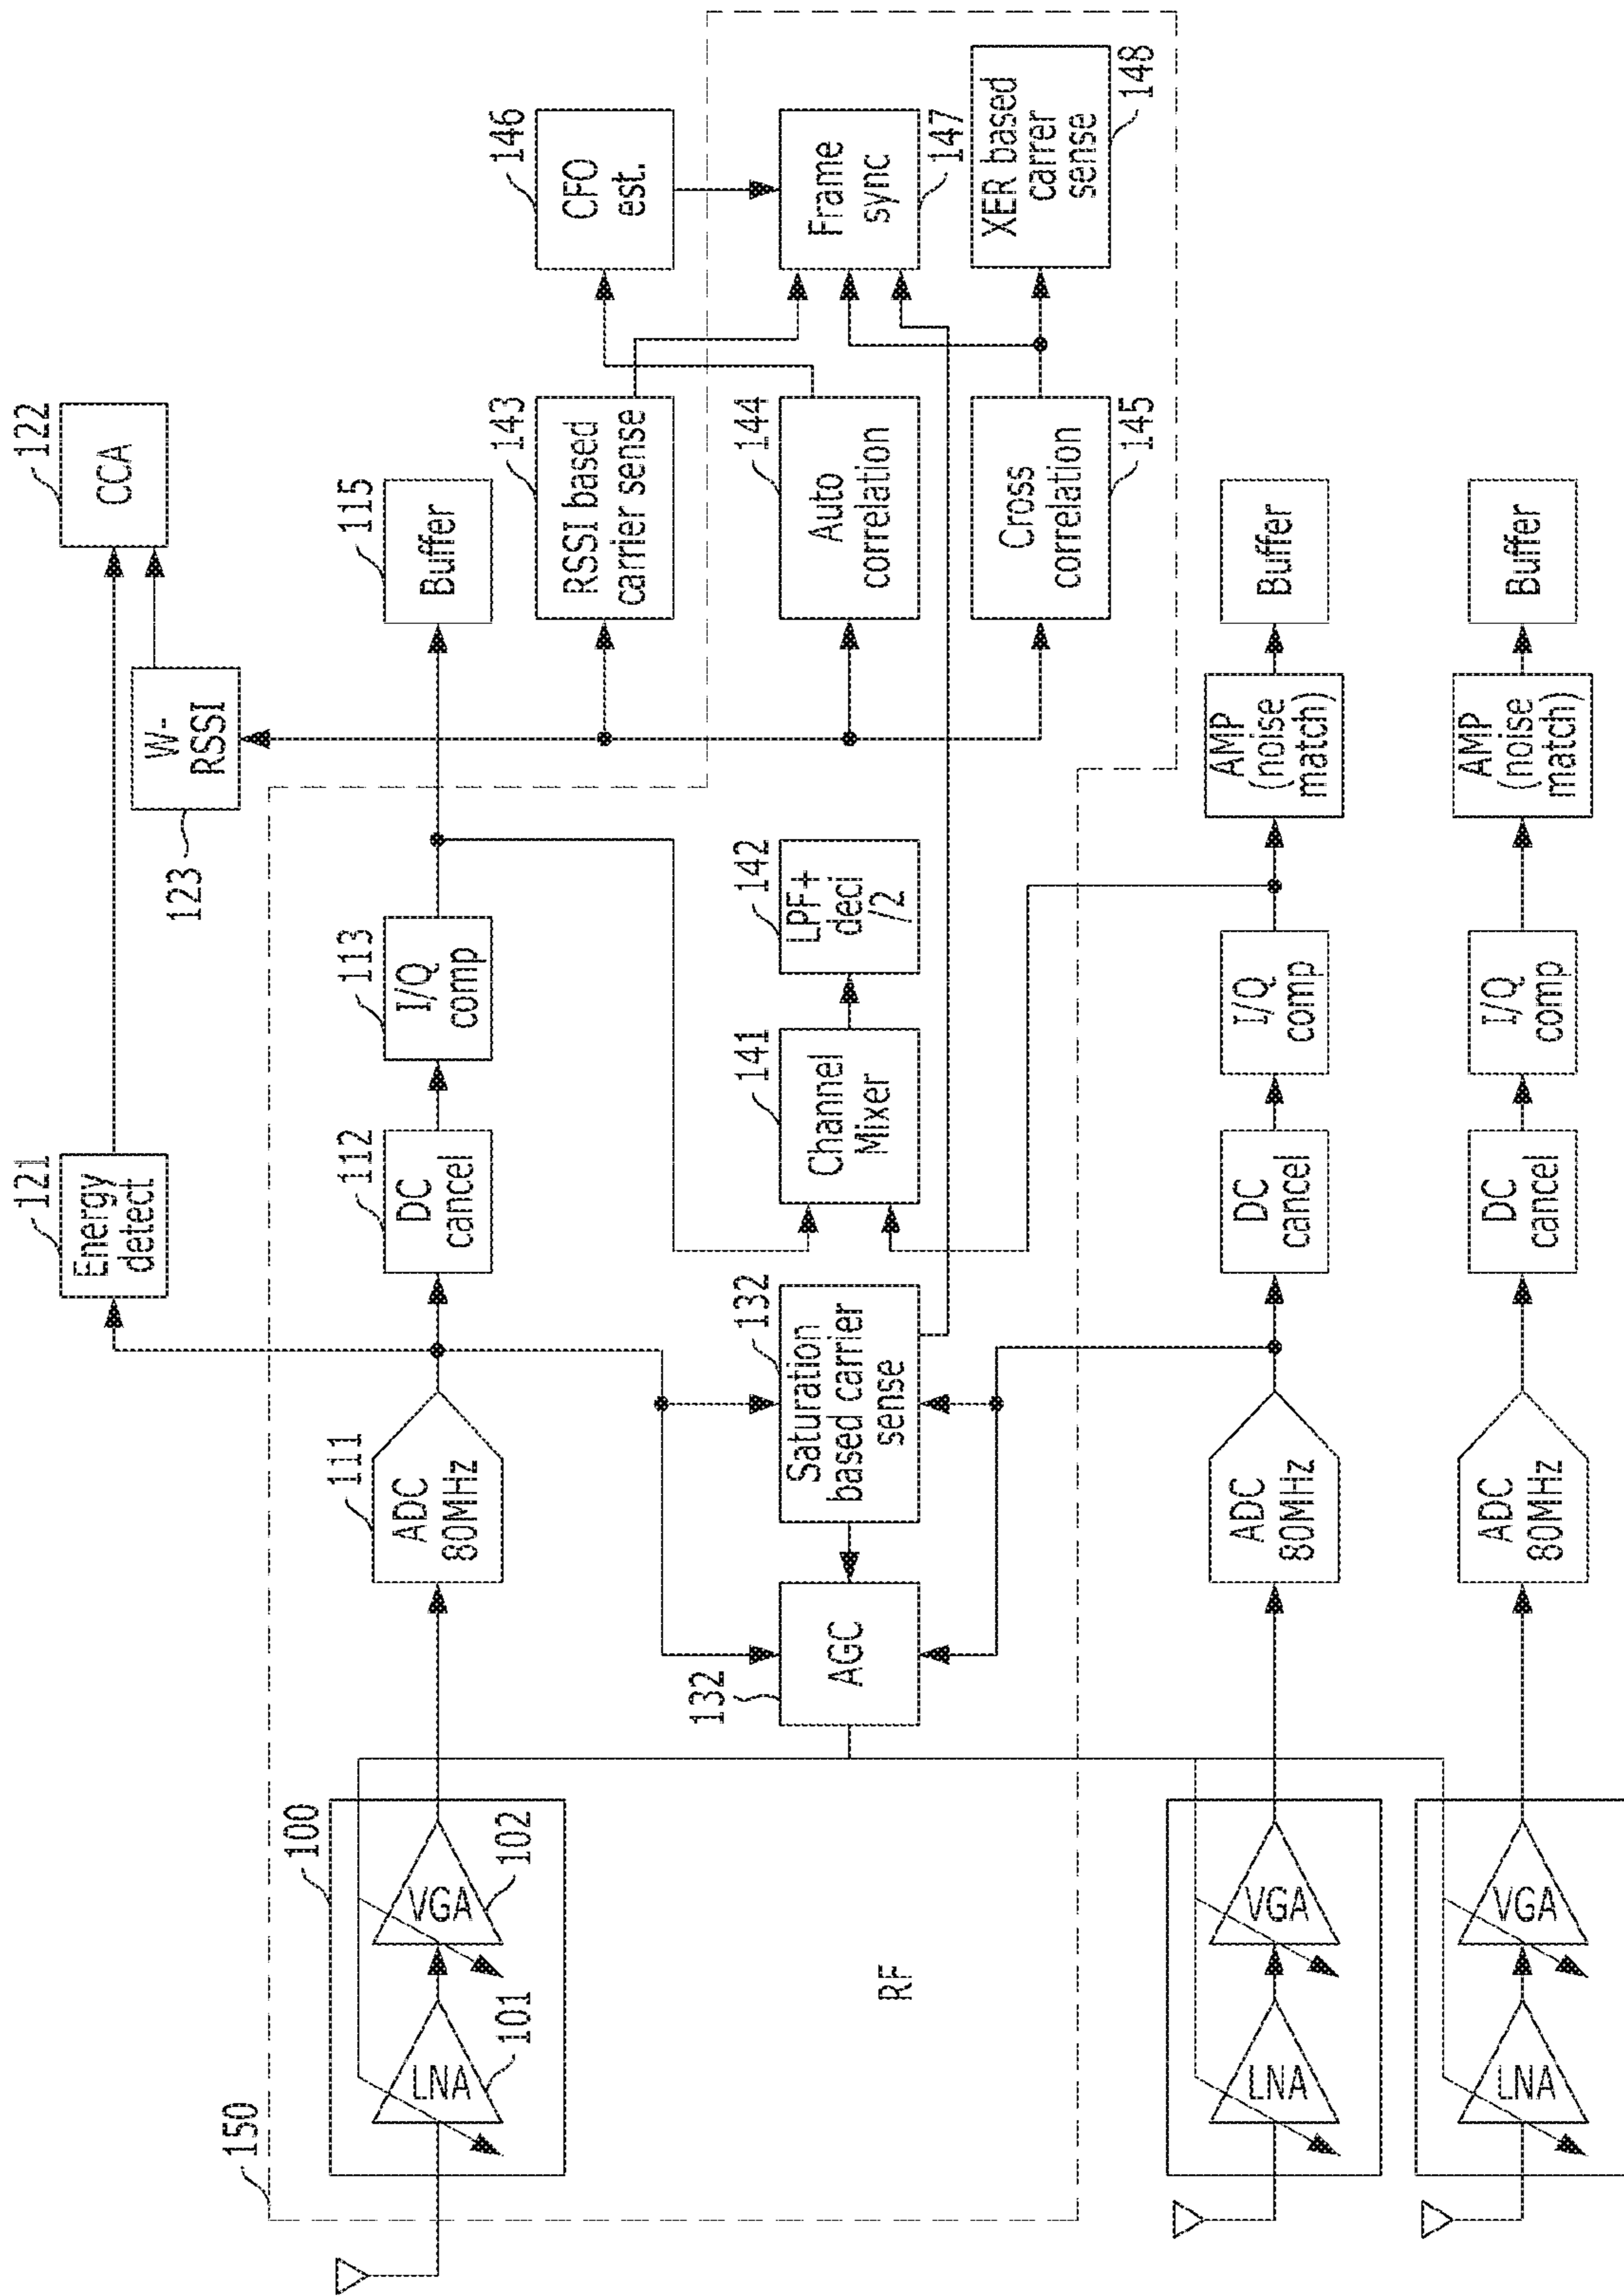 121
Energy
detect
122
CCA
W-
RSSI
123
150
100
LNA
101
VGA
102
111
ADC
80MHz
112
DC
cancel
113
I/Q
comp
115
Buffer
143
RSSI based
carrier sense
146
CFO
est.
RF
132
AGC
132
Saturation
based carrier
sense
141
Channel
Mixer
142
LPF+
deci
/2
144
Auto
correlation
147
Frame
sync
145
Cross
correlation
148
XER based
carrer
sense
LNA
VGA
ADC
80MHz
DC
cancel
I/Q
comp
AMP
(noise
match)
Buffer
LNA
VGA
ADC
80MHz
DC
cancel
I/Q
comp
AMP
(noise
match)
Buffer